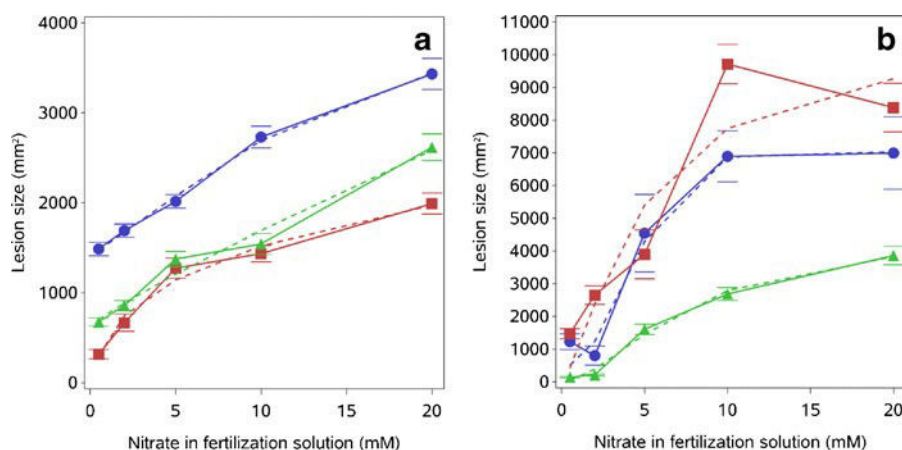 a
4000
3000
2000
1000
0
Lesion size (mm²)
0 5 10 15 20
Nitrate in fertilization solution (mM)
b
11000
10000
9000
8000
7000
6000
5000
4000
3000
2000
1000
0
Lesion size (mm²)
0 5 10 15 20
Nitrate in fertilization solution (mM)